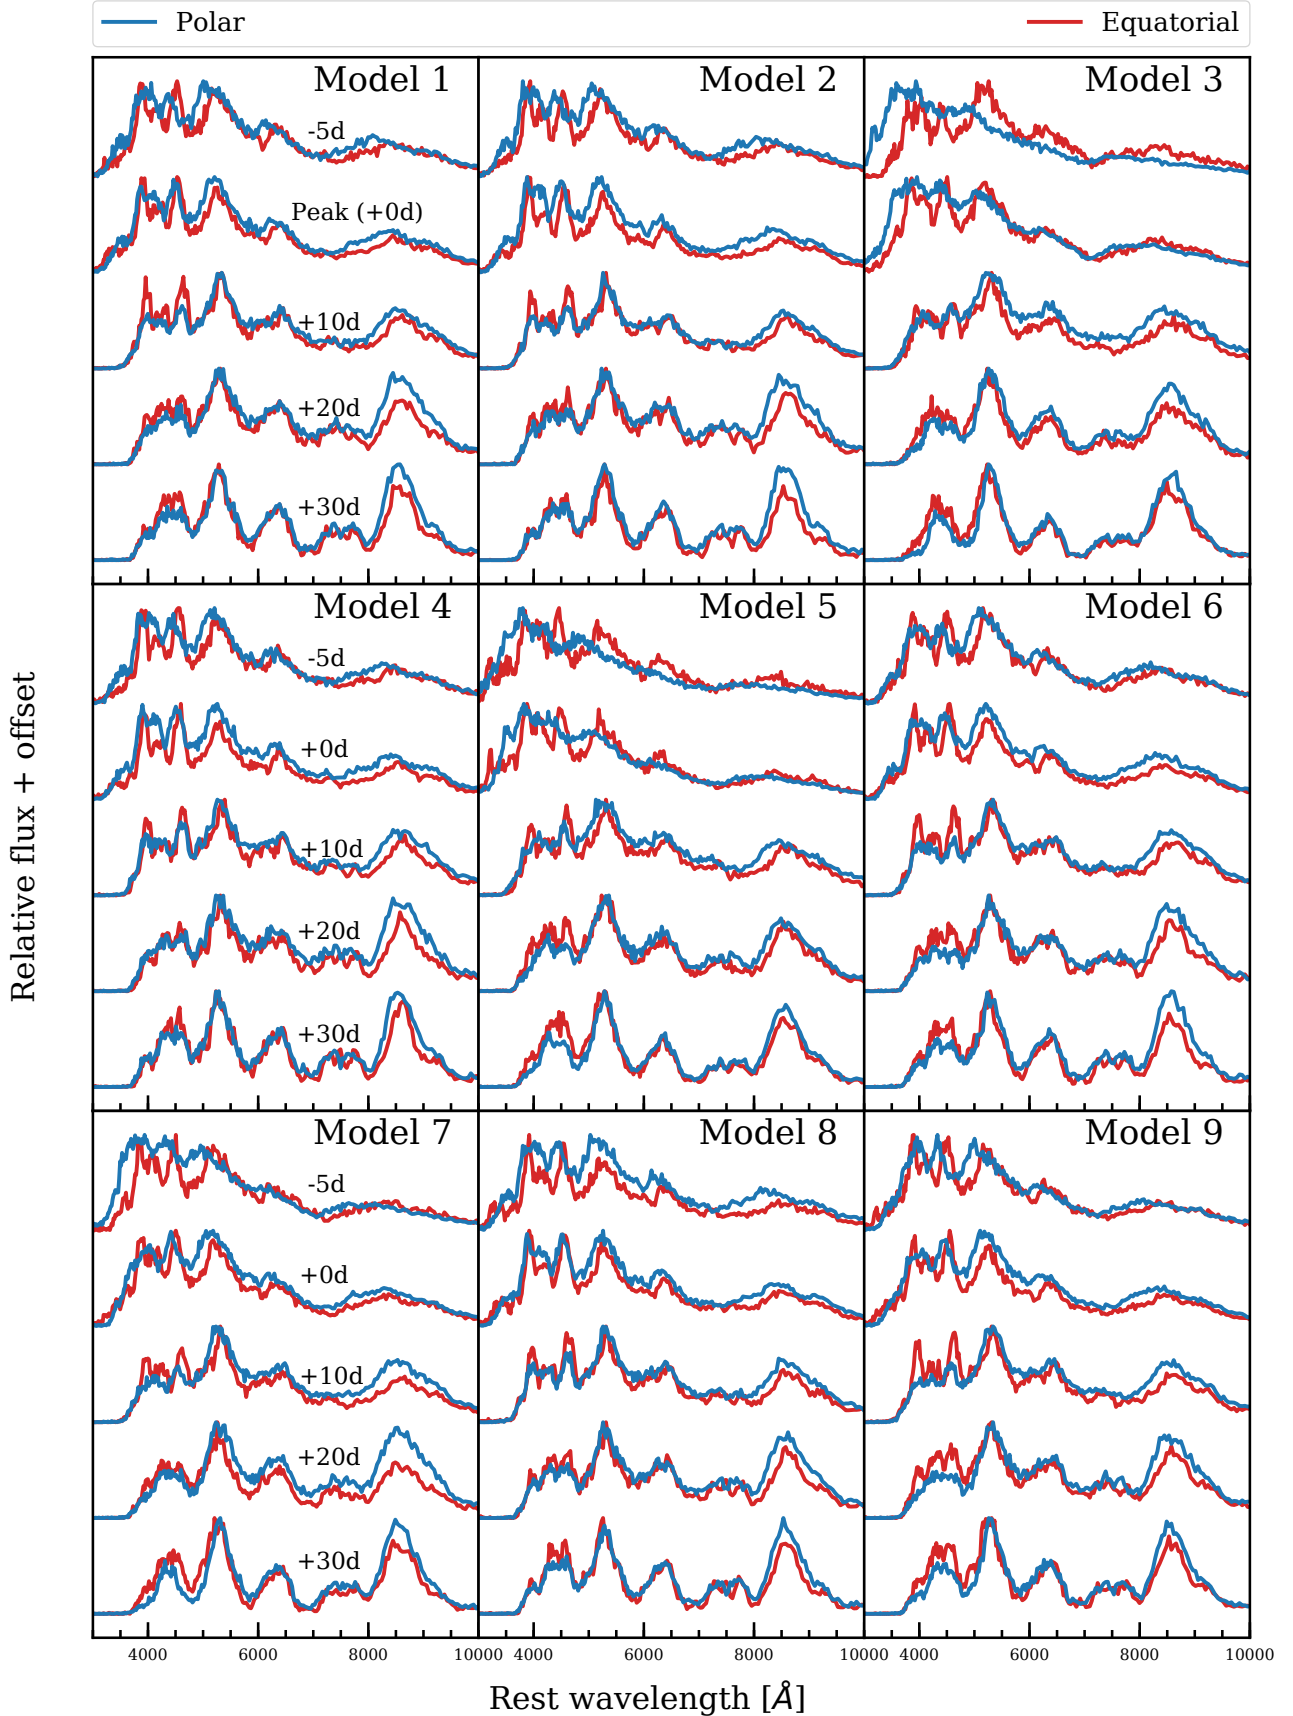 Polar Equatorial
Model 1 Model 2 Model 3
-5d
Peak (+0d)
+10d
+20d
+30d
Model 4 Model 5 Model 6
-5d
+0d
+10d
+20d
+30d
Model 7 Model 8 Model 9
-5d
+0d
+10d
+20d
+30d
4000 6000 8000 10000 4000 6000 8000 10000 4000 6000 8000 10000
Rest wavelength [Å]
Relative flux + offset